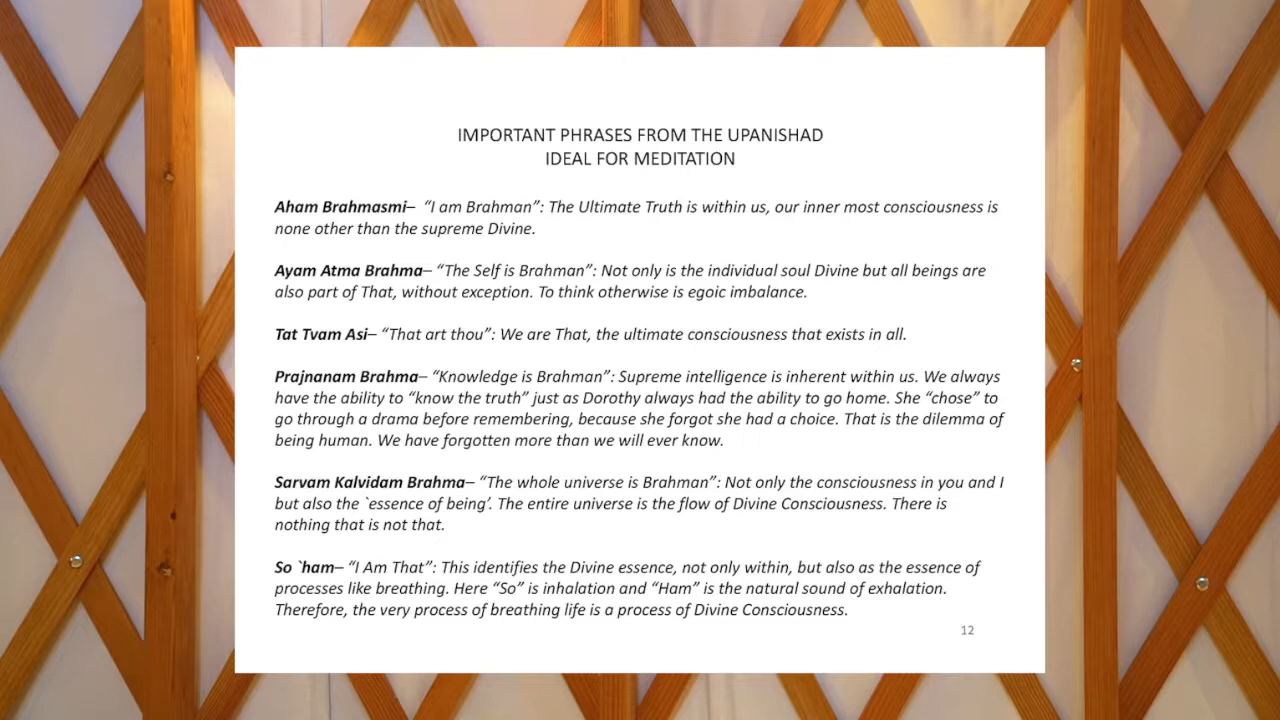 IMPORTANT PHRASES FROM THE UPANISHAD
IDEAL FOR MEDITATION
Aham Brahmasmi– “I am Brahman”: The Ultimate Truth is within us, our inner most consciousness is
none other than the supreme Divine.
Ayam Atma Brahma– “The Self is Brahman”: Not only is the individual soul Divine but all beings are
also part of That, without exception. To think otherwise is egoic imbalance.
Tat Tvam Asi– “That art thou”: We are That, the ultimate consciousness that exists in all.
Prajnanam Brahma– “Knowledge is Brahman”: Supreme intelligence is inherent within us. We always
have the ability to “know the truth” just as Dorothy always had the ability to go home. She “chose” to
go through a drama before remembering, because she forgot she had a choice. That is the dilemma of
being human. We have forgotten more than we will ever know.
Sarvam Kalvidam Brahma– “The whole universe is Brahman”: Not only the consciousness in you and I
but also the `essence of being’. The entire universe is the flow of Divine Consciousness. There is
nothing that is not that.
So `ham– “I Am That”: This identifies the Divine essence, not only within, but also as the essence of
processes like breathing. Here “So” is inhalation and “Ham” is the natural sound of exhalation.
Therefore, the very process of breathing life is a process of Divine Consciousness.
12